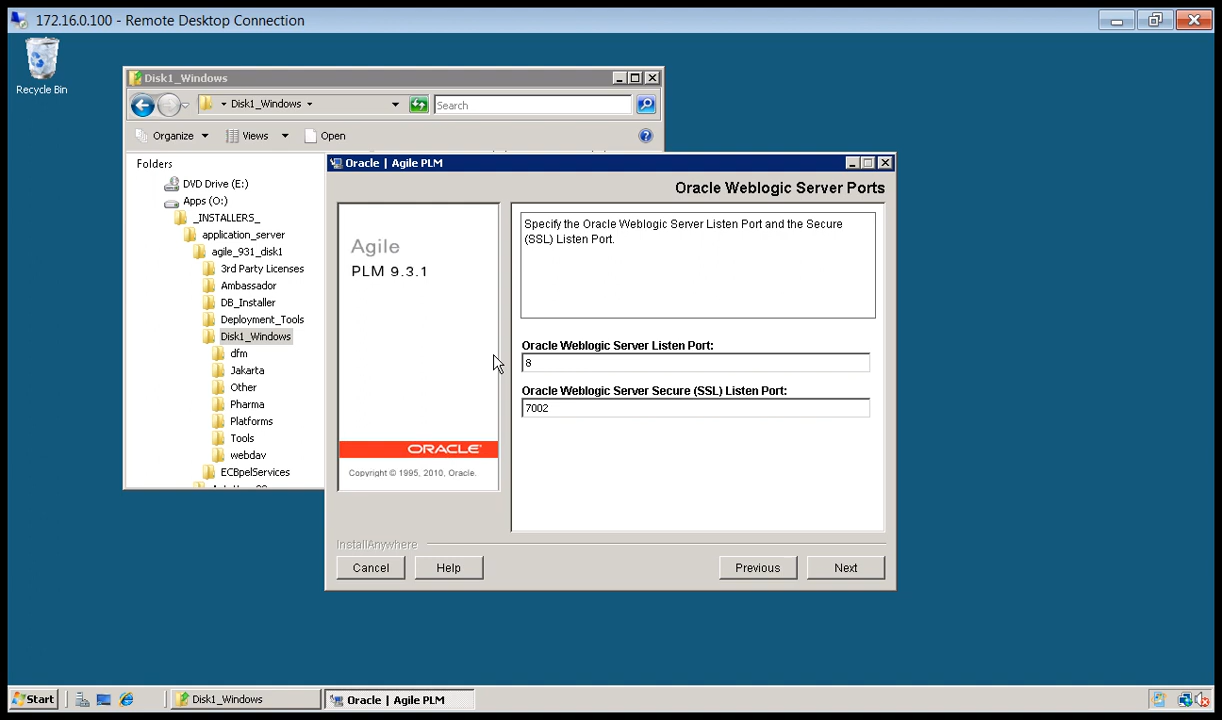 172.16.0.100 - Remote Desktop Connection
Recycle Bin
Disk1_Windows
Disk1_Windows
Search
Organize
Views
Open
Folders
DVD Drive (E:)
Apps (O:)
_INSTALLERS_
application_server
agile_931_disk1
3rd Party Licenses
Ambassador
DB_Installer
Deployment_Tools
Disk1_Windows
dfm
Jakarta
Other
Pharma
Platforms
Tools
webdav
ECBpelServices
Oracle | Agile PLM
Oracle Weblogic Server Ports
Agile
PLM 9.3.1
ORACLE
Copyright © 1995, 2010, Oracle.
Specify the Oracle Weblogic Server Listen Port and the Secure
(SSL) Listen Port.
Oracle Weblogic Server Listen Port:
8
Oracle Weblogic Server Secure (SSL) Listen Port:
7002
InstallAnywhere
Cancel
Help
Previous
Next
Start
Disk1_Windows
Oracle | Agile PLM